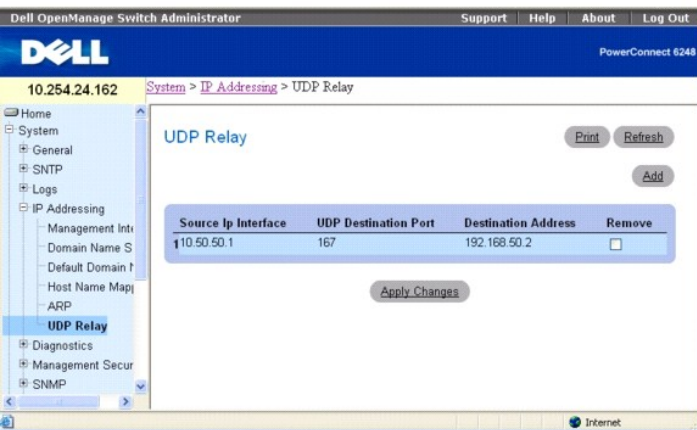 Dell OpenManage Switch Administrator Support Help About Log Out
DELL
PowerConnect 6248
10.254.24.162
System > IP Addressing > UDP Relay
Home
System
General
SNTP
Logs
IP Addressing
Management Inte
Domain Name S
Default Domain N
Host Name Mapp
ARP
UDP Relay
Diagnostics
Management Secur
SNMP
UDP Relay
Print Refresh
Add
Source Ip Interface UDP Destination Port Destination Address Remove
1 10.50.50.1 167 192.168.50.2
Apply Changes
Internet